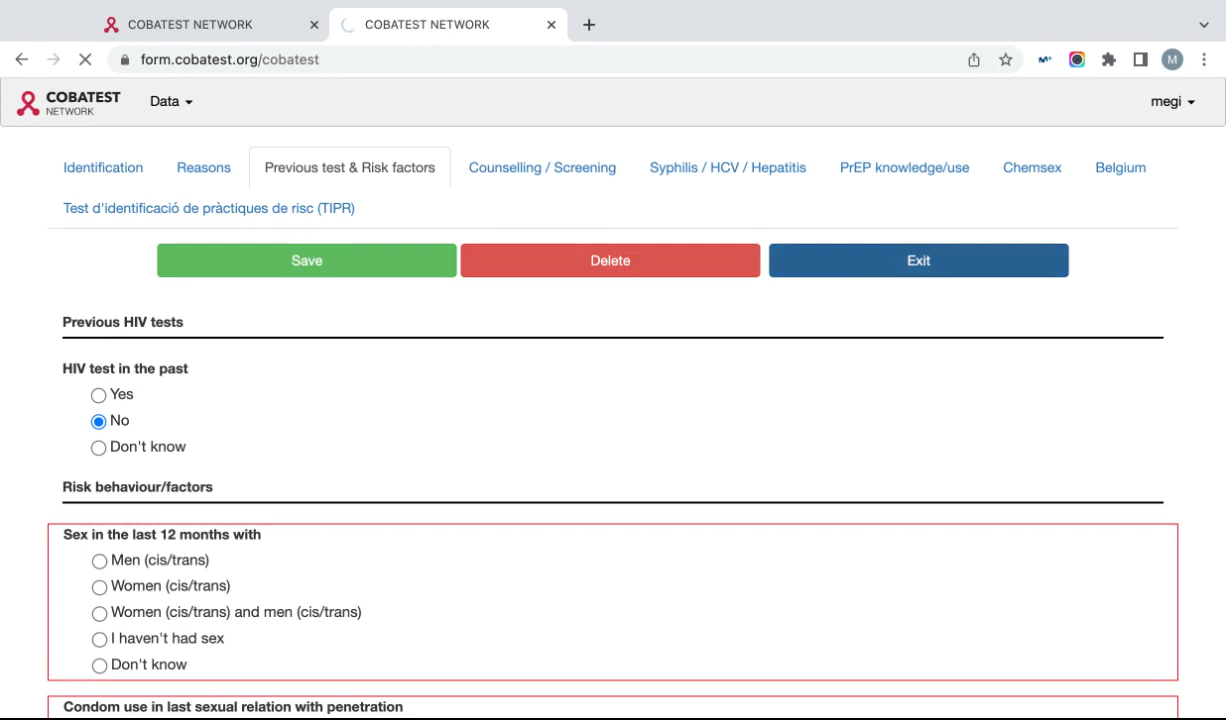 COBATEST NETWORK
COBATEST NETWORK
form.cobatest.org/cobatest
M
COBATEST
NETWORK
Data
megi
Identification
Reasons
Previous test & Risk factors
Counselling / Screening
Syphilis / HCV / Hepatitis
PrEP knowledge/use
Chemsex
Belgium
Test d'identificació de pràctiques de risc (TIPR)
Save
Delete
Exit
Previous HIV tests
HIV test in the past
Yes
No
Don't know
Risk behaviour/factors
Sex in the last 12 months with
Men (cis/trans)
Women (cis/trans)
Women (cis/trans) and men (cis/trans)
I haven't had sex
Don't know
Condom use in last sexual relation with penetration